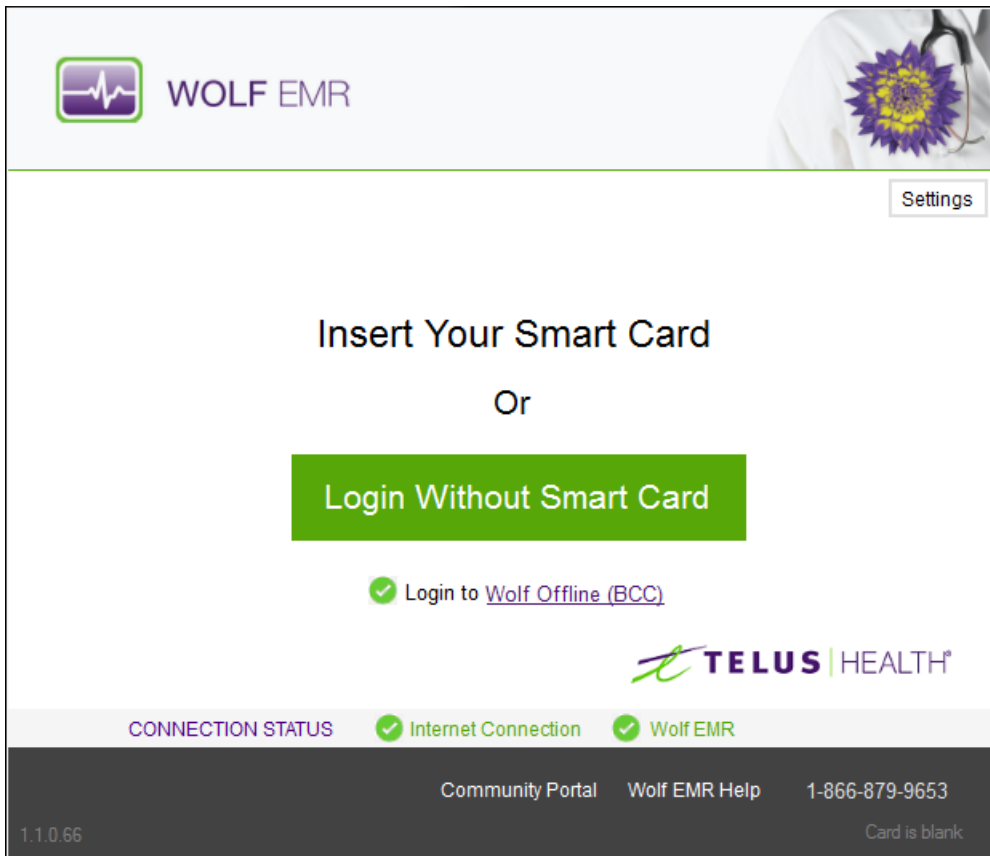 WOLF EMR
Settings
Insert Your Smart Card
Or
Login Without Smart Card
Login to Wolf Offline (BCC)
TELUS HEALTH®
CONNECTION STATUS Internet Connection Wolf EMR
Community Portal Wolf EMR Help 1-866-879-9653
1.1.0.66 Card is blank